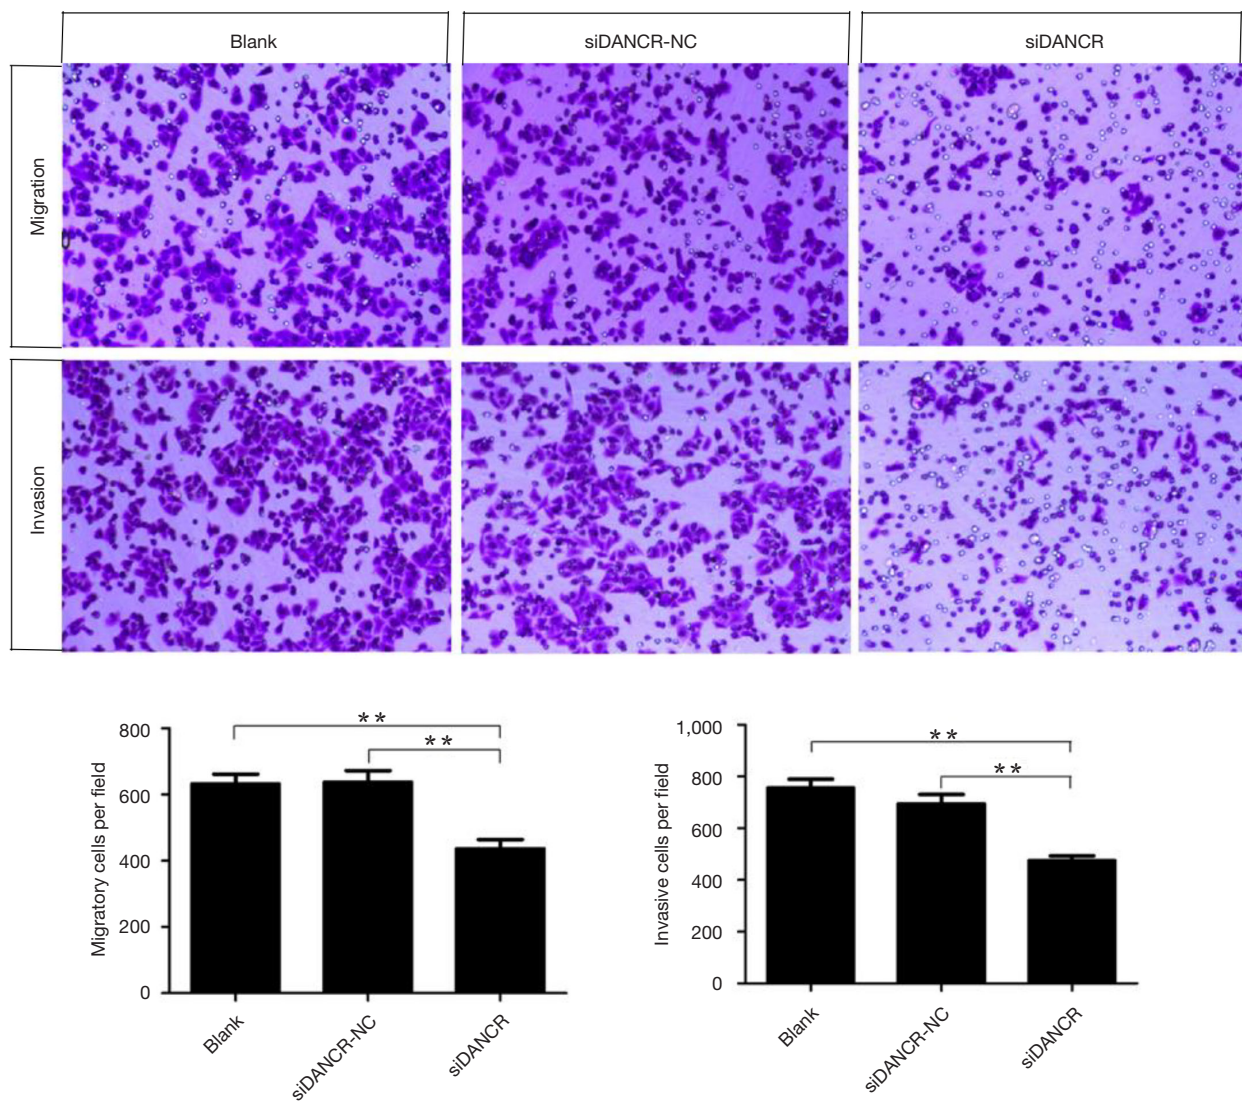 Blank
siDANCR-NC
siDANCR
Migration
Invasion
Migratory cells per field
800
600
400
200
0
**
**
Blank
siDANCR-NC
siDANCR
Invasive cells per field
1,000
800
600
400
200
0
**
**
Blank
siDANCR-NC
siDANCR